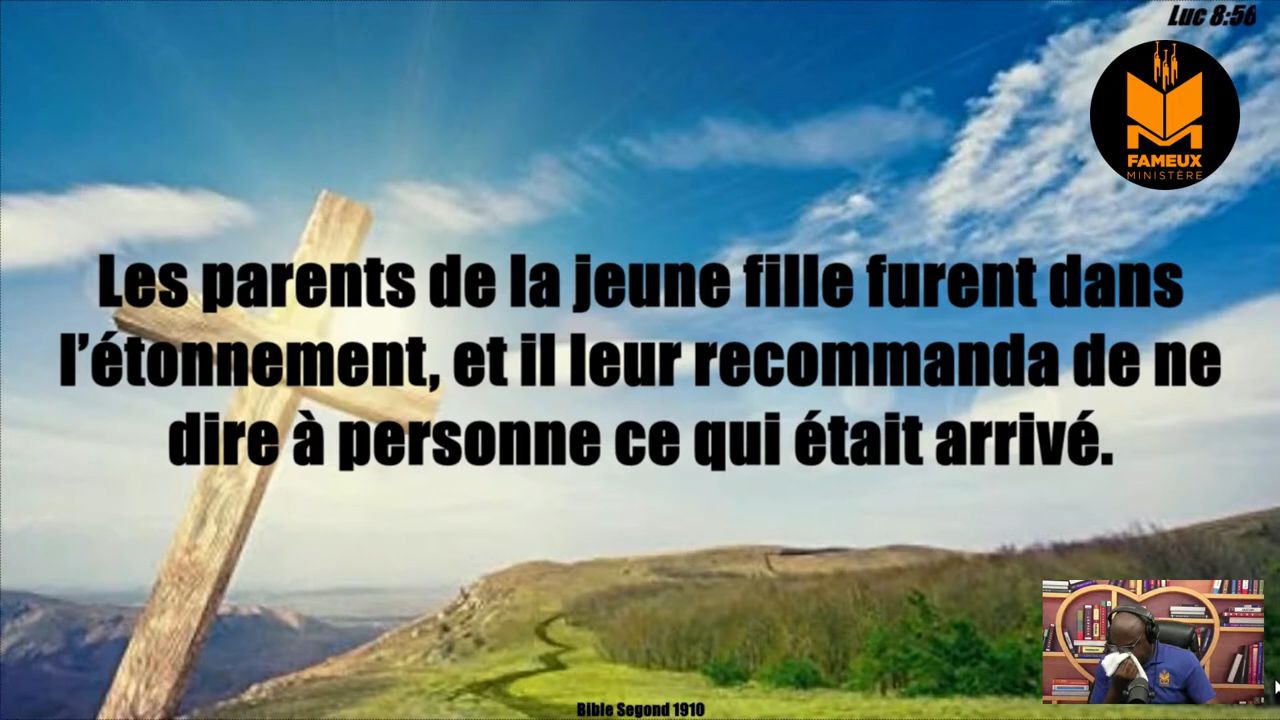 Luc 8:56
FAMEUX
MINISTÈRE
Les parents de la jeune fille furent dans
l’étonnement, et il leur recommanda de ne
dire à personne ce qui était arrivé.
Bible Segond 1910